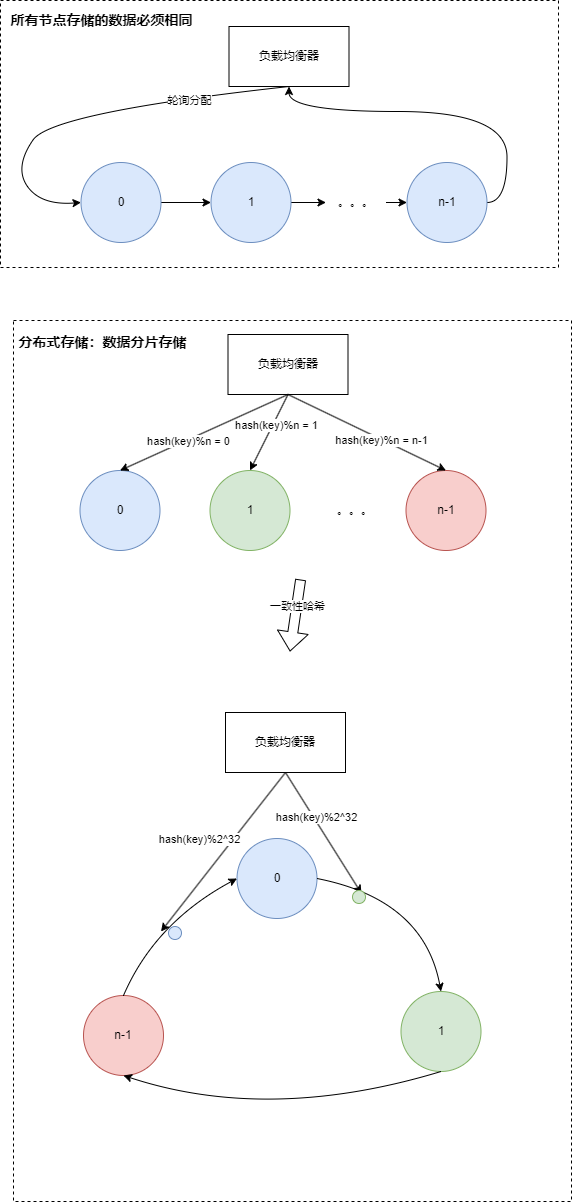 所有节点存储的数据必须相同
负载均衡器
轮询分配
0
1
。。。
n-1
分布式存储：数据分片存储
负载均衡器
hash(key)%n = 1
hash(key)%n = 0
hash(key)%n = n-1
0
1
。。。
n-1
一致性哈希
负载均衡器
hash(key)%2^32
hash(key)%2^32
0
n-1
1